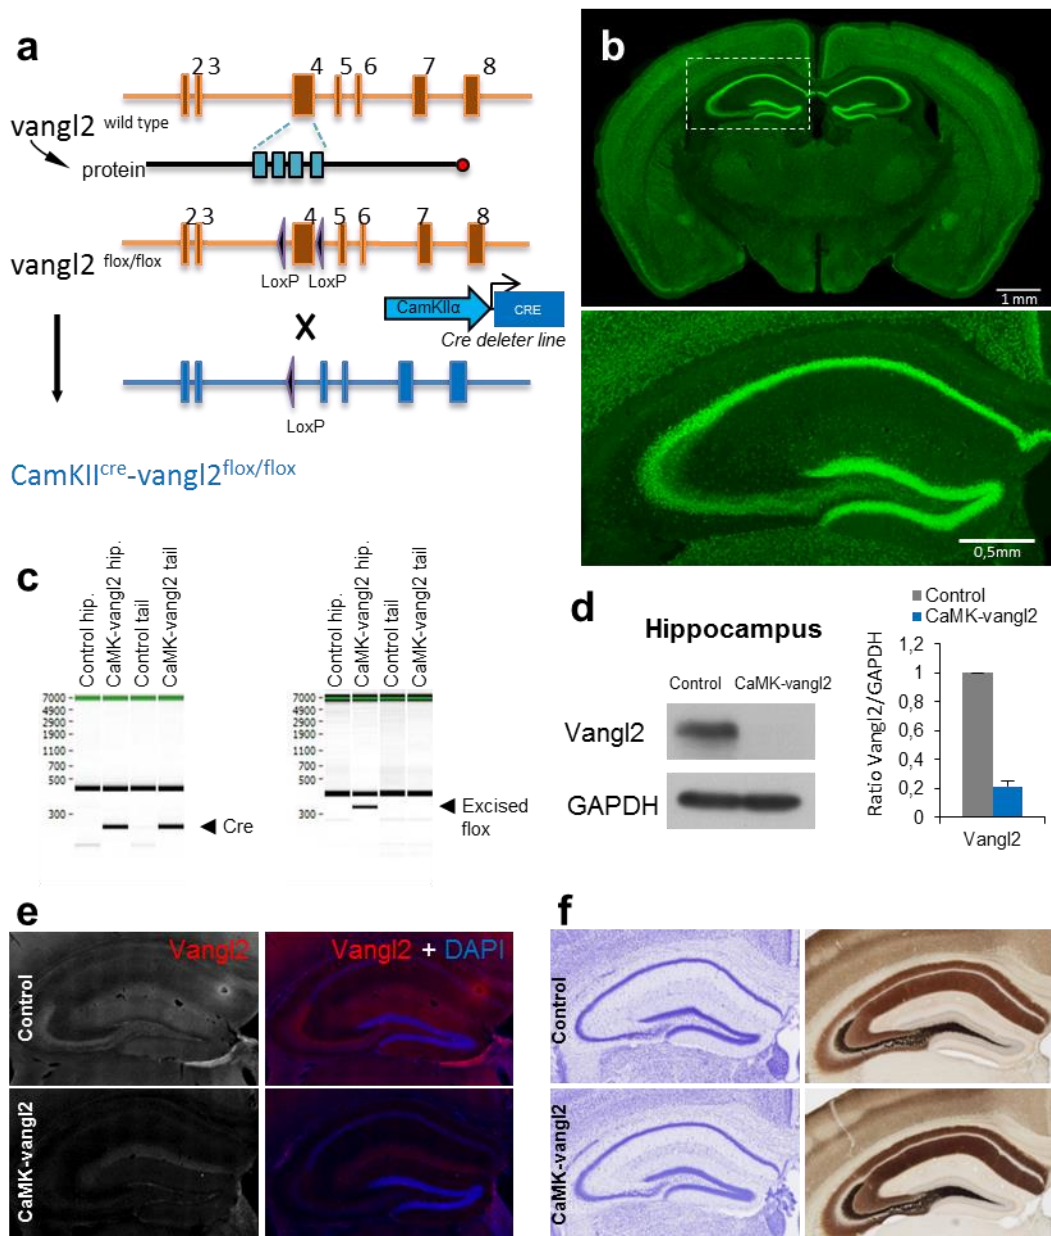 a
2 3 4 5 6 7 8
vangl2 wild type
protein
2 3 4 5 6 7 8
vangl2 flox/flox
LoxP LoxP
CamKIIα CRE
X
Cre deleter line
LoxP
CamKIIcre-vangl2flox/flox
b
1 mm
0,5mm
c
Control hip.
CaMK-vangl2 hip.
Control tail
CaMK-vangl2 tail
7000
4900
2900
1900
1100
700
500
300
Cre
Control hip.
CaMK-vangl2 hip.
Control tail
CaMK-vangl2 tail
7000
4900
2900
1900
1100
700
500
300
Excised
flox
d
Hippocampus
Control CaMK-vangl2
Vangl2
GAPDH
Control
CaMK-vangl2
Ratio Vangl2/GAPDH
1,2
1
0,8
0,6
0,4
0,2
0
Vangl2
e
Vangl2
Vangl2 + DAPI
Control
CaMK-vangl2
f
Control
CaMK-vangl2